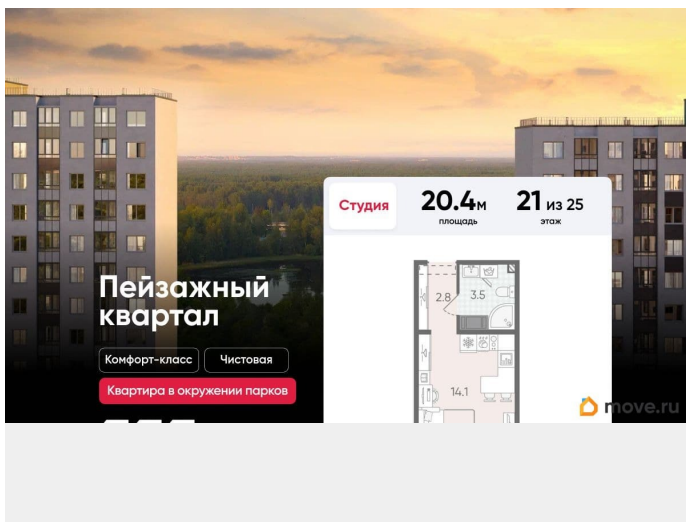 Студия
20.4м
площадь
21 из 25
этаж
2.8
3.5
Пейзажный
квартал
Комфорт-класс
Чистовая
Квартира в окружении парков
14.1
move.ru